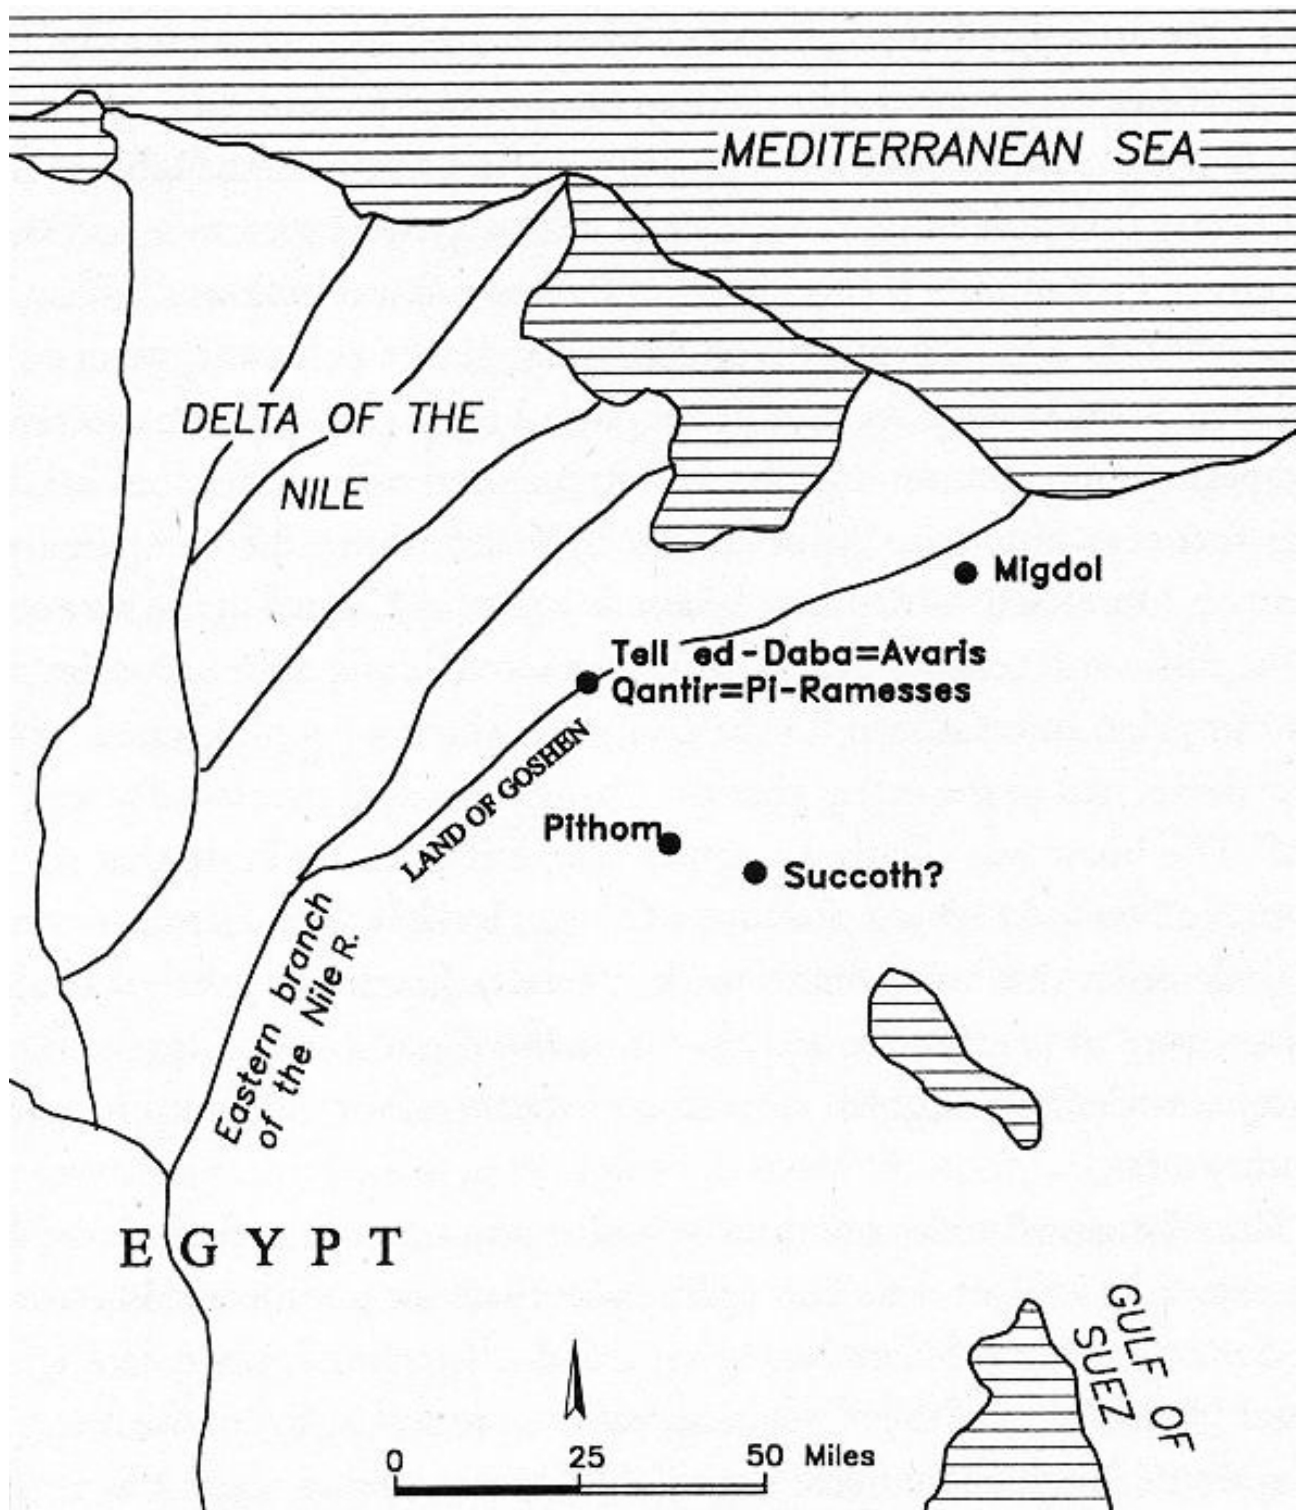 MEDITERRANEAN SEA
DELTA OF THE
NILE
Migdol
Tell ed-Daba=Avaris
Qantir=Pi-Ramesses
LAND OF GOSHEN
Pithom
Succoth?
Eastern branch
of the Nile R.
EGYPT
GULF OF
SUEZ
0 25 50 Miles